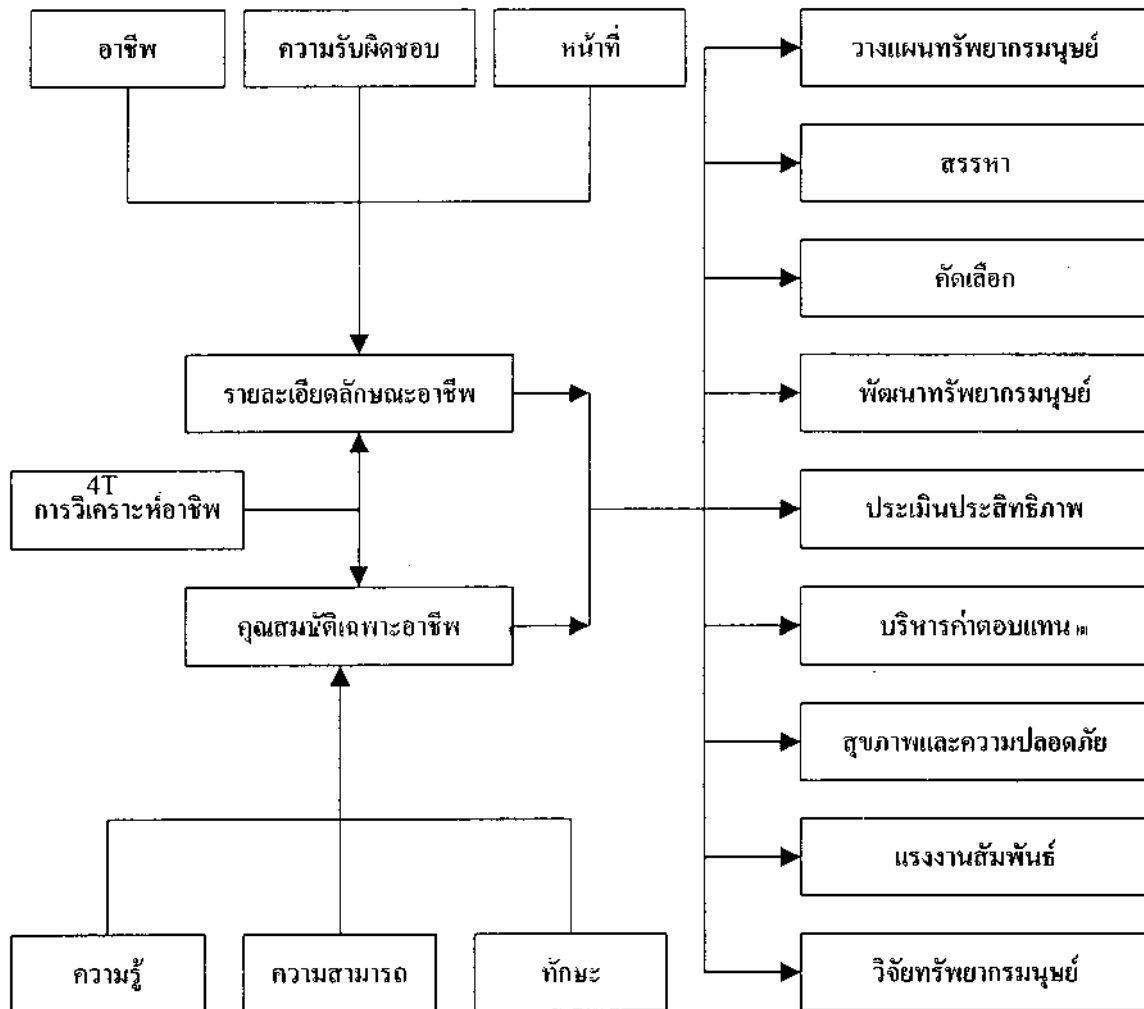 อาชีพ
ความรับผิดชอบ
หน้าที่
วางแผนทรัพยากรมนุษย์
สรรหา
คัดเลือก
รายละเอียดลักษณะอาชีพ
พัฒนาทรัพยากรมนุษย์
4T
การวิเคราะห์อาชีพ
ประเมินประสิทธิภาพ
คุณสมบัติเฉพาะอาชีพ
บริหารค่าตอบแทน
สุขภาพและความปลอดภัย
แรงงานสัมพันธ์
ความรู้
ความสามารถ
ทักษะ
วิจัยทรัพยากรมนุษย์